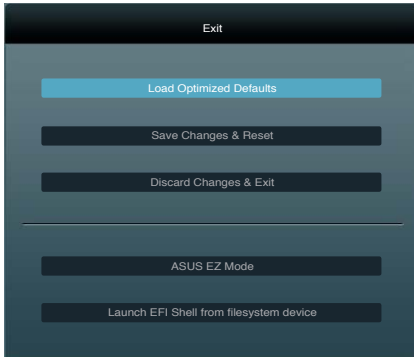 Exit
Load Optimized Defaults
Save Changes & Reset
Discard Changes & Exit
ASUS EZ Mode
Launch EFI Shell from filesystem device